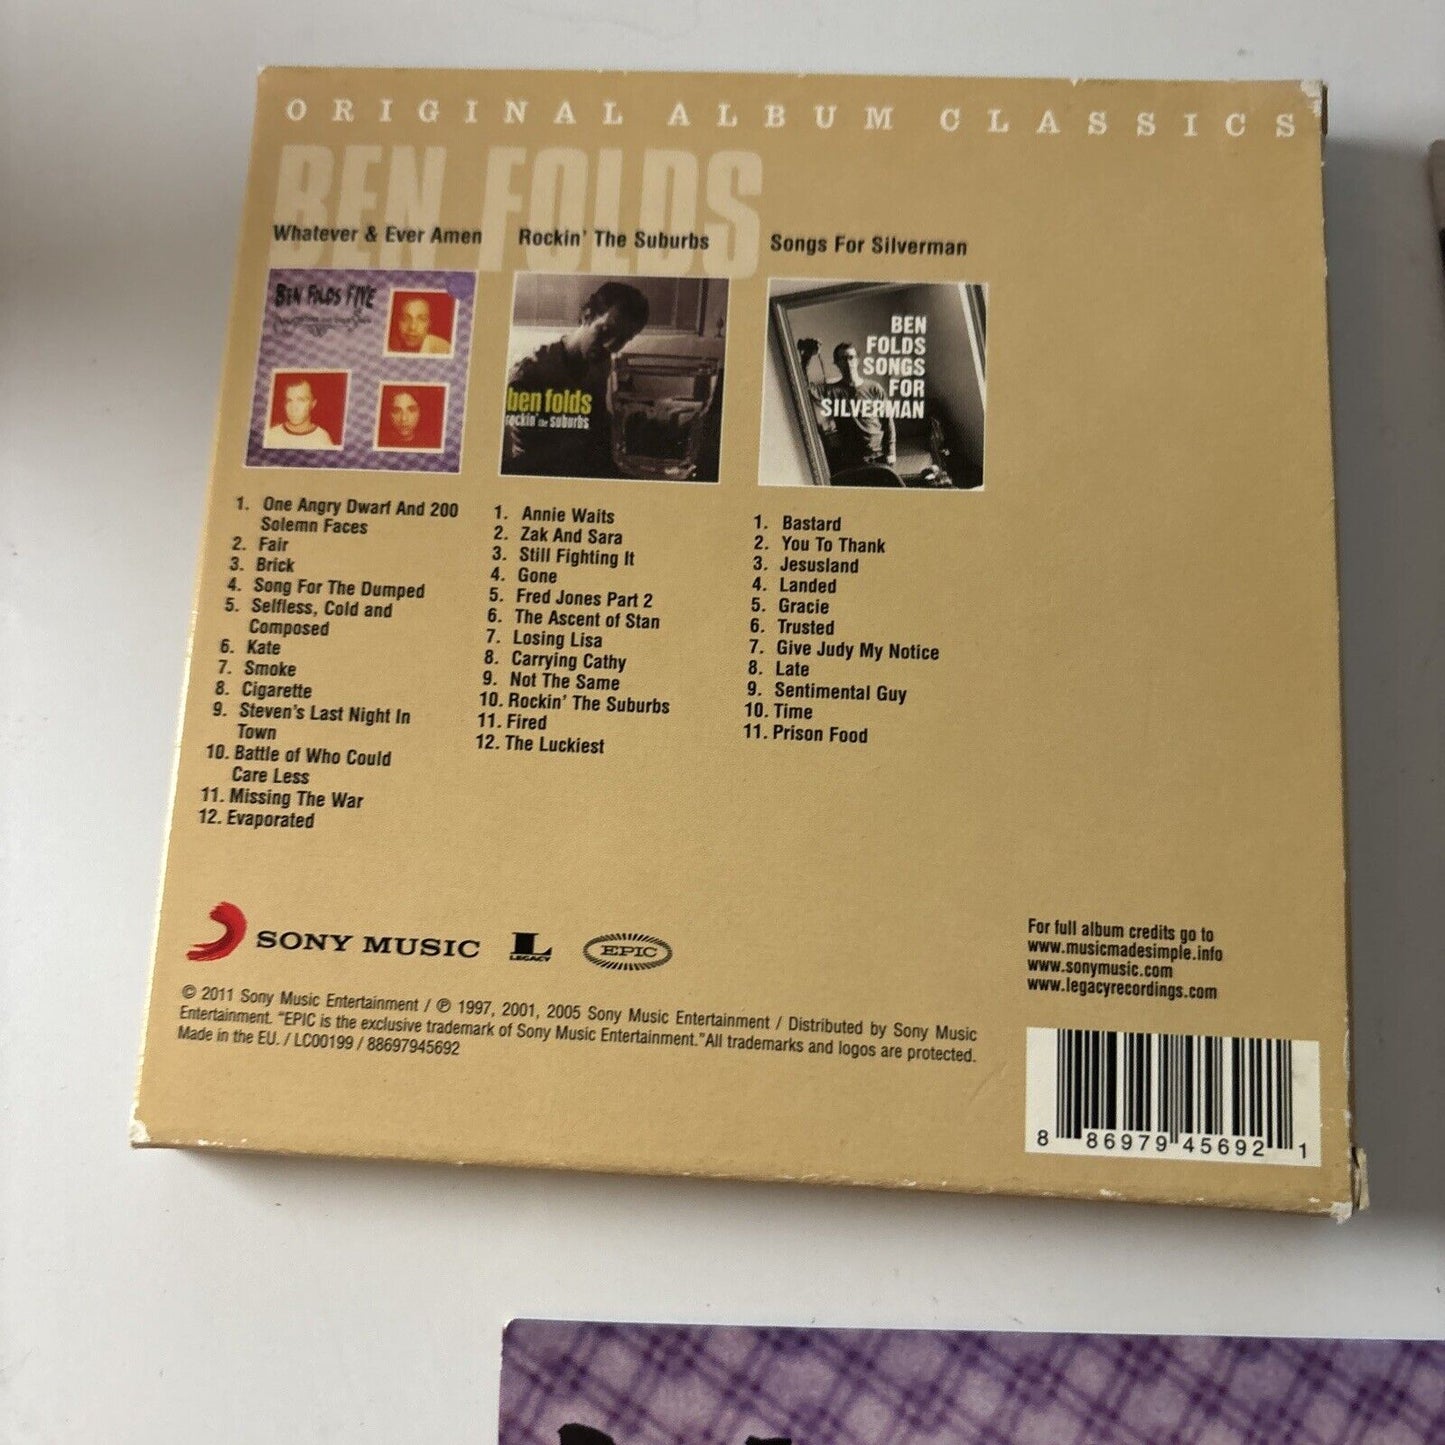 ORIGINAL ALBUM CLASSICS
BEN FOLDS
Whatever & Ever Amen
BEN FOLDS FIVE
1. One Angry Dwarf And 200
Solemn Faces
2. Fair
3. Brick
4. Song For The Dumped
5. Selfless, Cold and
Composed
6. Kate
7. Smoke
8. Cigarette
9. Steven's Last Night In
Town
10. Battle of Who Could
Care Less
11. Missing The War
12. Evaporated
Rockin' The Suburbs
ben folds
rockin' the suburbs
1. Annie Waits
2. Zak And Sara
3. Still Fighting It
4. Gone
5. Fred Jones Part 2
6. The Ascent of Stan
7. Losing Lisa
8. Carrying Cathy
9. Not The Same
10. Rockin' The Suburbs
11. Fired
12. The Luckiest
Songs For Silverman
BEN
FOLDS
SONGS
FOR
SILVERMAN
1. Bastard
2. You To Thank
3. Jesusland
4. Landed
5. Gracie
6. Trusted
7. Give Judy My Notice
8. Late
9. Sentimental Guy
10. Time
11. Prison Food
SONY MUSIC
L
LEGACY
EPIC
© 2011 Sony Music Entertainment / ℗ 1997, 2001, 2005 Sony Music Entertainment / Distributed by Sony Music
Entertainment. "EPIC is the exclusive trademark of Sony Music Entertainment."All trademarks and logos are protected.
Made in the EU. / LC00199 / 88697945692
For full album credits go to
www.musicmadesimple.info
www.sonymusic.com
www.legacyrecordings.com
8 86979 45692 1